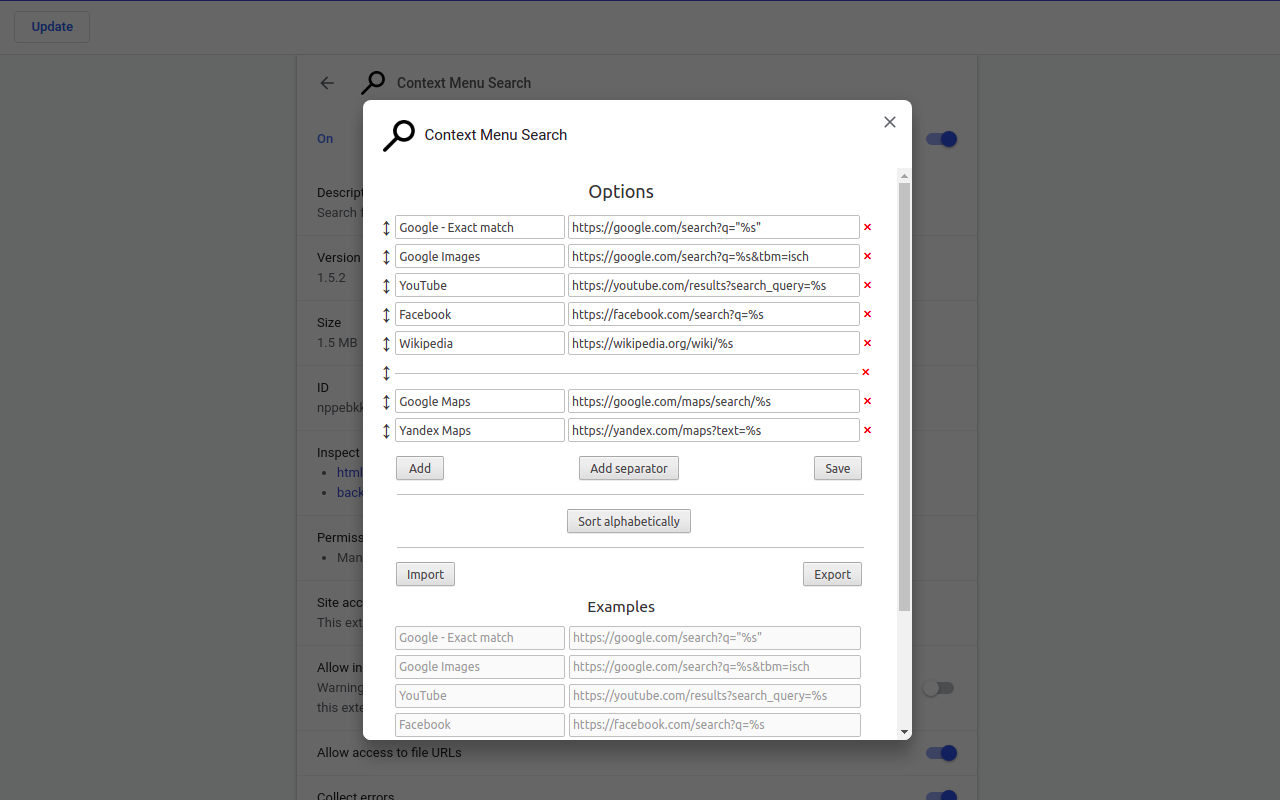 Update
Context Menu Search
On
Context Menu Search
Descript
Search f
Options
Google - Exact match https://google.com/search?q="%s"
Google Images https://google.com/search?q=%s&tbm=isch
Version
1.5.2
YouTube https://youtube.com/results?search_query=%s
Facebook https://facebook.com/search?q=%s
Size
1.5 MB
Wikipedia https://wikipedia.org/wiki/%s
ID
nppebkk
Google Maps https://google.com/maps/search/%s
Yandex Maps https://yandex.com/maps?text=%s
Inspect
html
back
Add Add separator Save
Sort alphabetically
Permiss
Man
Import Export
Site acc
This ext
Examples
Google - Exact match https://google.com/search?q="%s"
Google Images https://google.com/search?q=%s&tbm=isch
Allow in
Warning
this exte
YouTube https://youtube.com/results?search_query=%s
Facebook https://facebook.com/search?q=%s
Allow access to file URLs
Collect errors